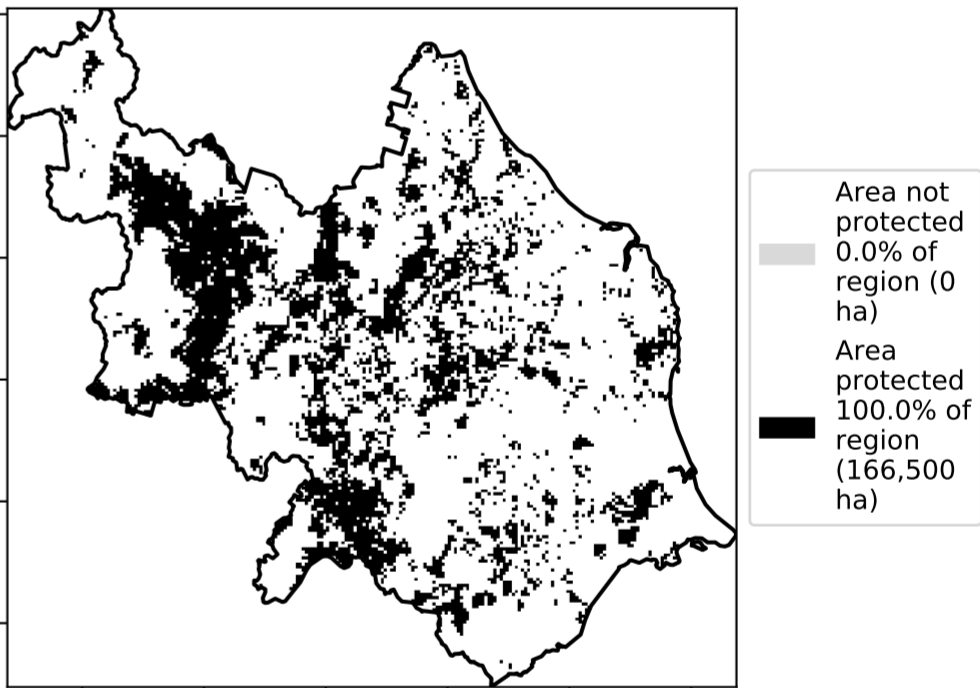 Area not
protected
0.0% of
region (0
ha)
Area
protected
100.0% of
region
(166,500
ha)